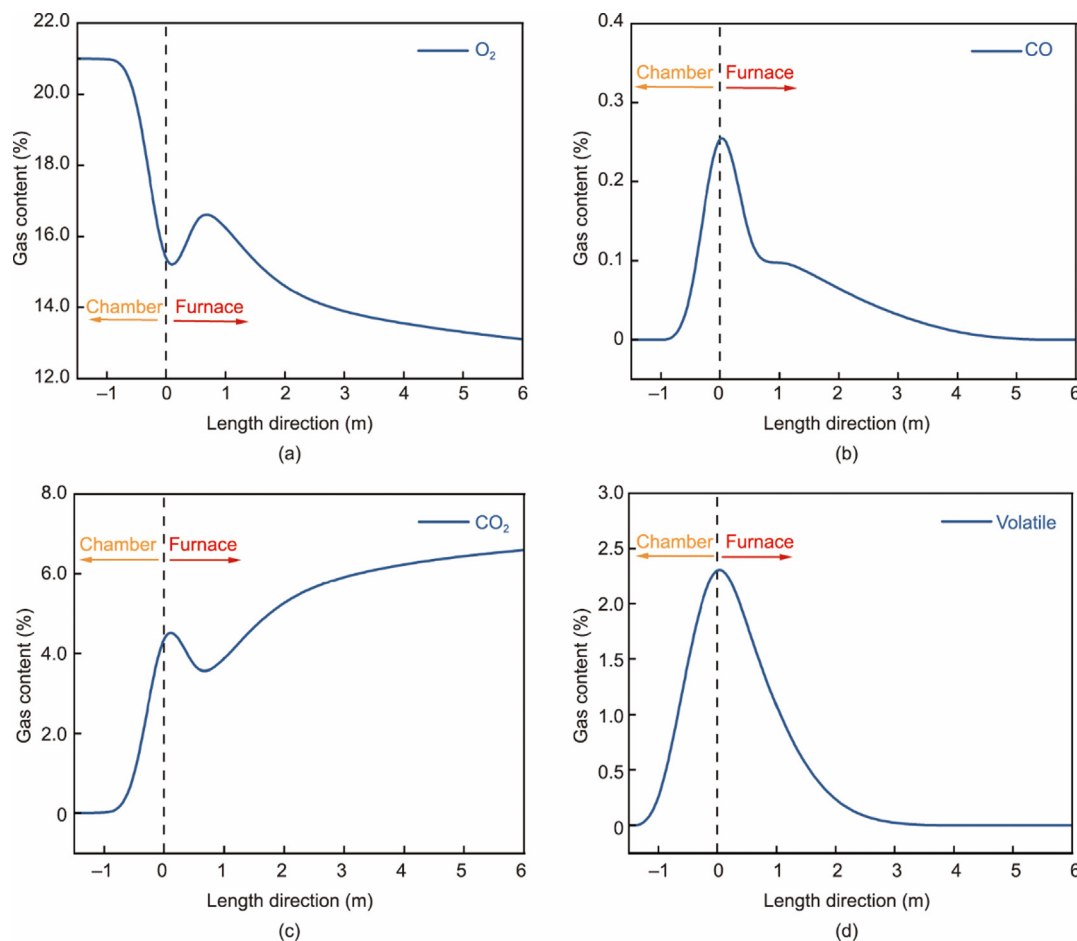 22.0
20.0
18.0
16.0
14.0
12.0
Gas content (%)
O₂
Chamber Furnace
–1 0 1 2 3 4 5 6
Length direction (m)
(a)
0.4
0.3
0.2
0.1
0
Gas content (%)
CO
Chamber Furnace
–1 0 1 2 3 4 5 6
Length direction (m)
(b)
8.0
6.0
4.0
2.0
0
Gas content (%)
CO₂
Chamber Furnace
–1 0 1 2 3 4 5 6
Length direction (m)
(c)
3.0
2.5
2.0
1.5
1.0
0.5
0
Gas content (%)
Volatile
Chamber Furnace
–1 0 1 2 3 4 5 6
Length direction (m)
(d)